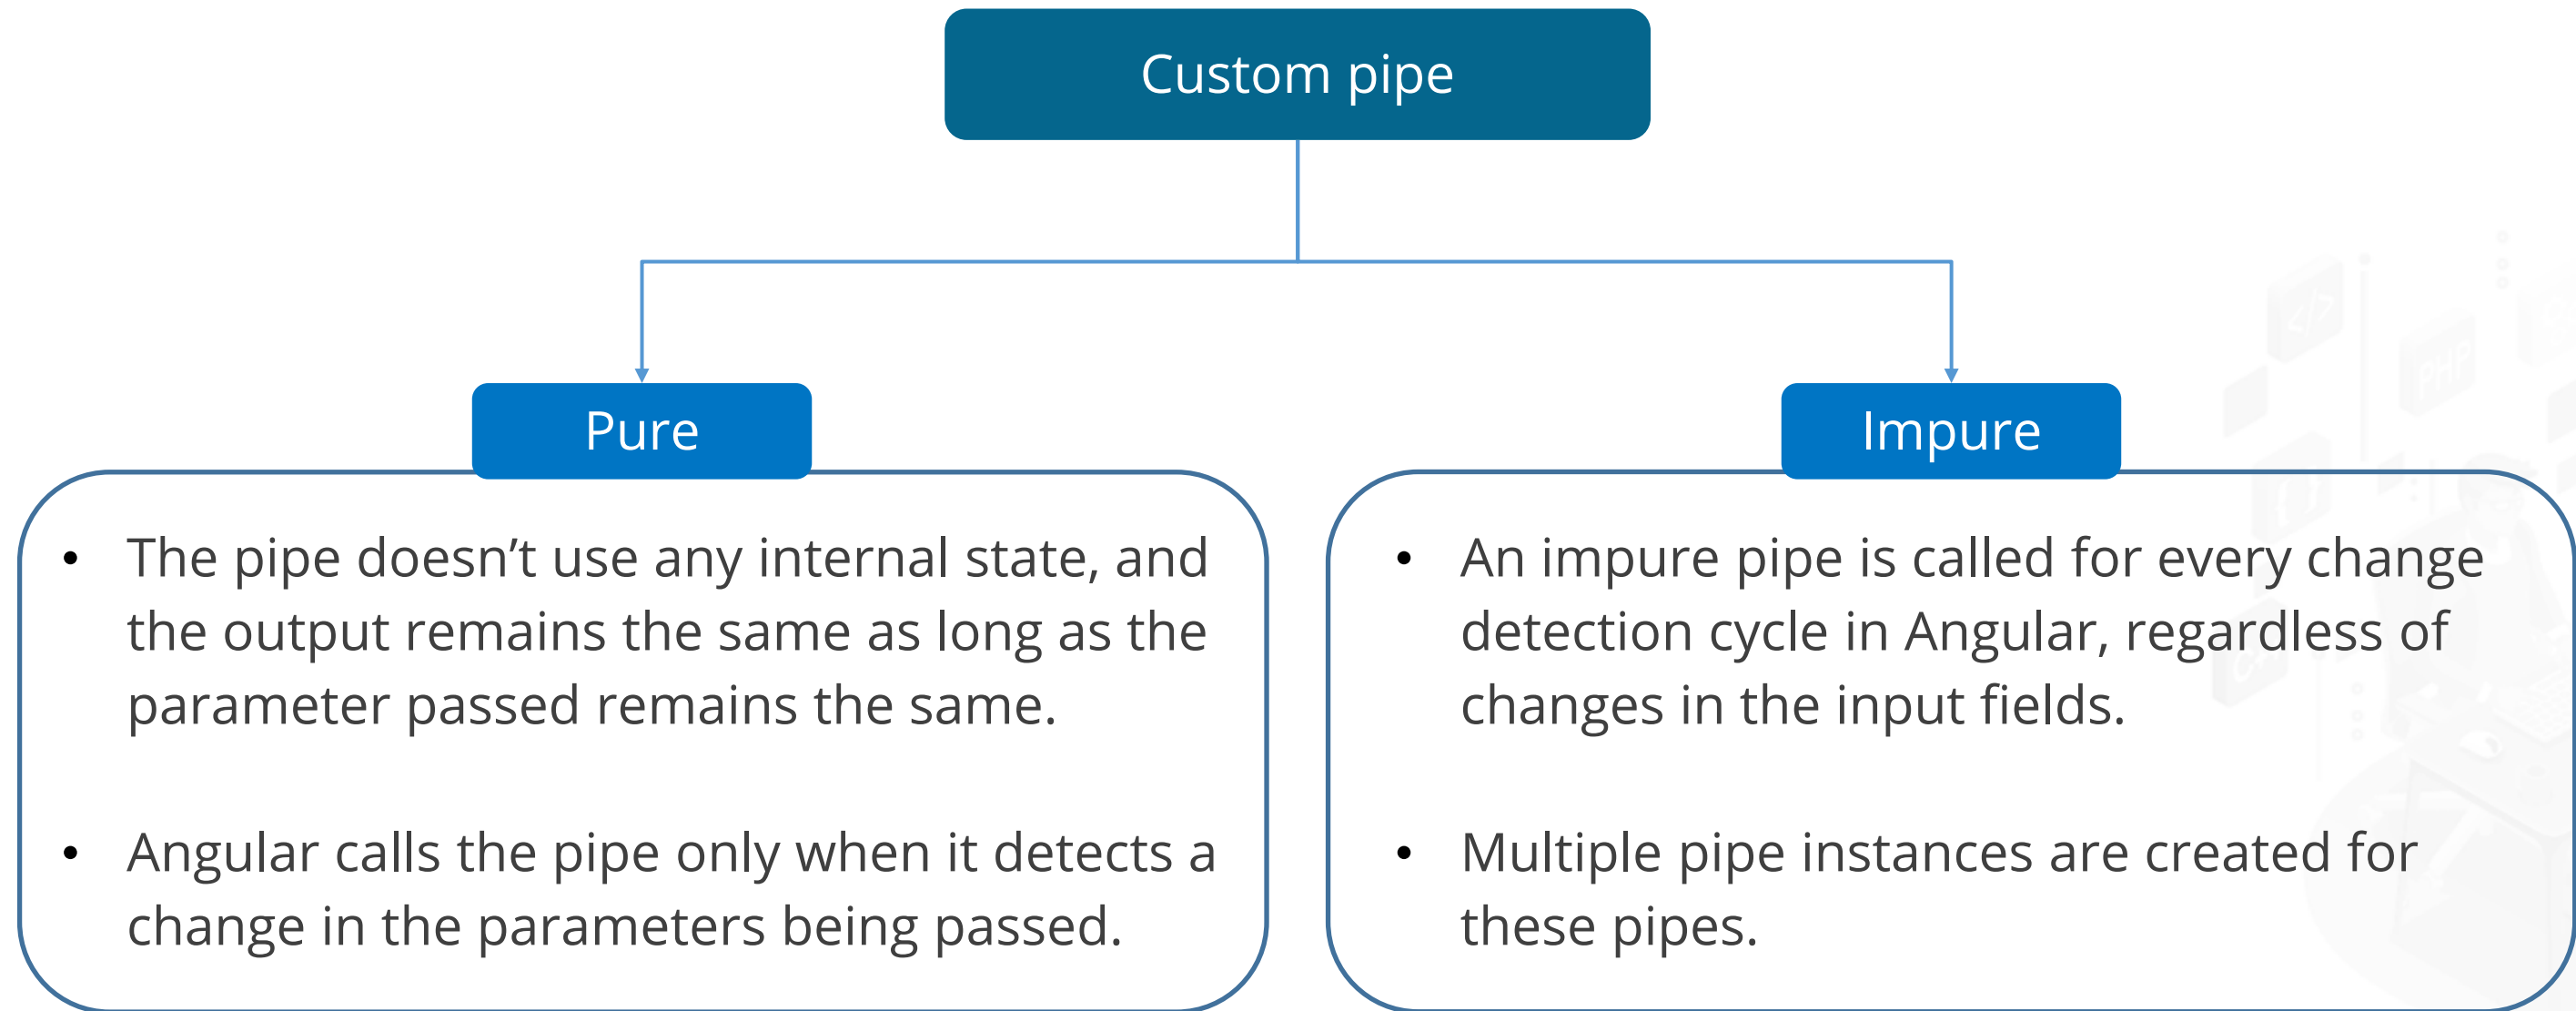 Custom pipe
Pure
• The pipe doesn’t use any internal state, and
the output remains the same as long as the
parameter passed remains the same.
• Angular calls the pipe only when it detects a
change in the parameters being passed.
Impure
• An impure pipe is called for every change
detection cycle in Angular, regardless of
changes in the input fields.
• Multiple pipe instances are created for
these pipes.